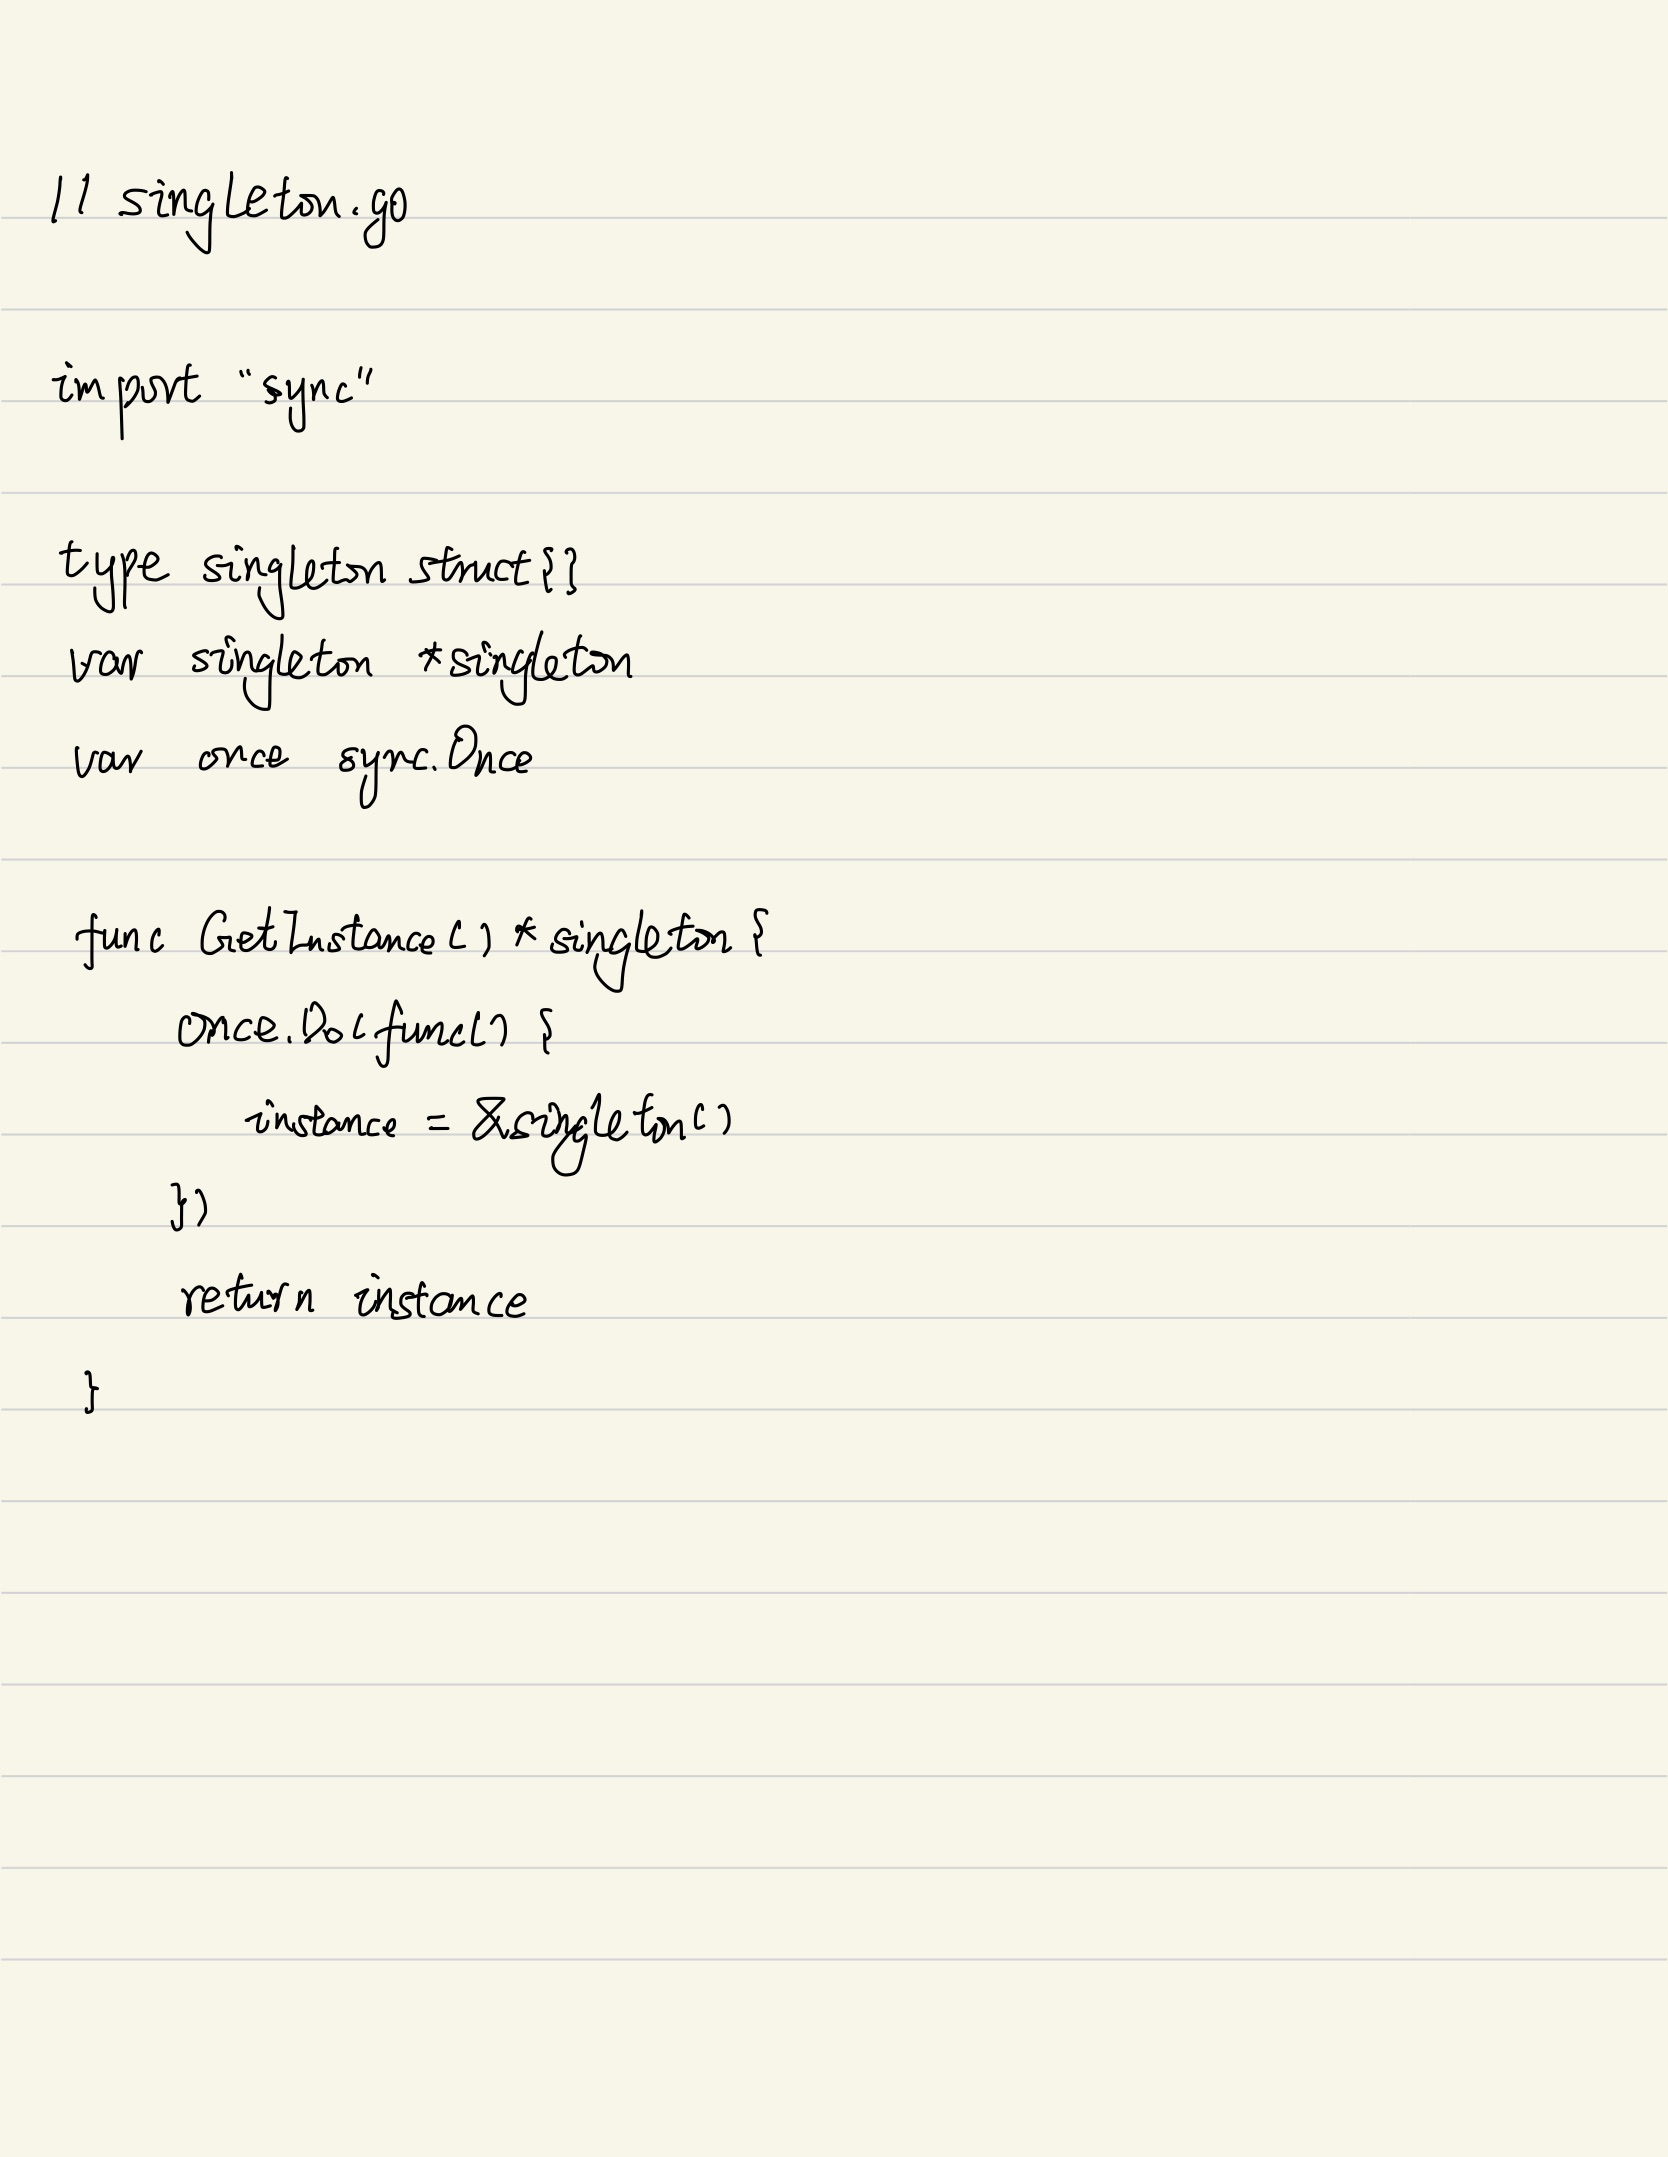 // singleton.go
import "sync"
type singleton struct{}
var singleton *singleton
var once sync.Once
func GetInstance() *singleton {
once.Do(func() {
instance = &singleton()
})
return instance
}